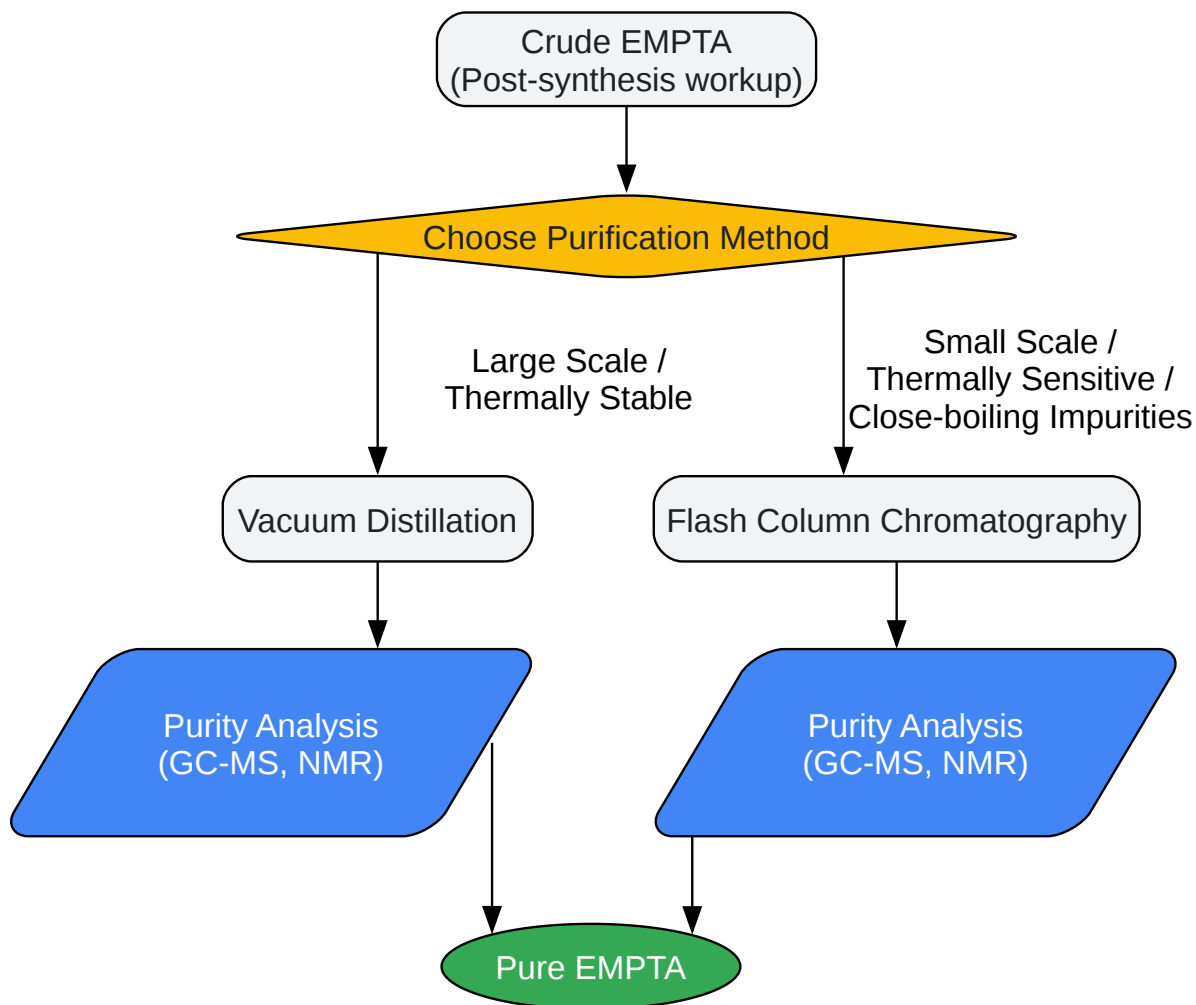 Crude EMPTA
(Post-synthesis workup)
Choose Purification Method
Large Scale /
Thermally Stable
Small Scale /
Thermally Sensitive /
Close-boiling Impurities
Vacuum Distillation
Flash Column Chromatography
Purity Analysis
(GC-MS, NMR)
Purity Analysis
(GC-MS, NMR)
Pure EMPTA